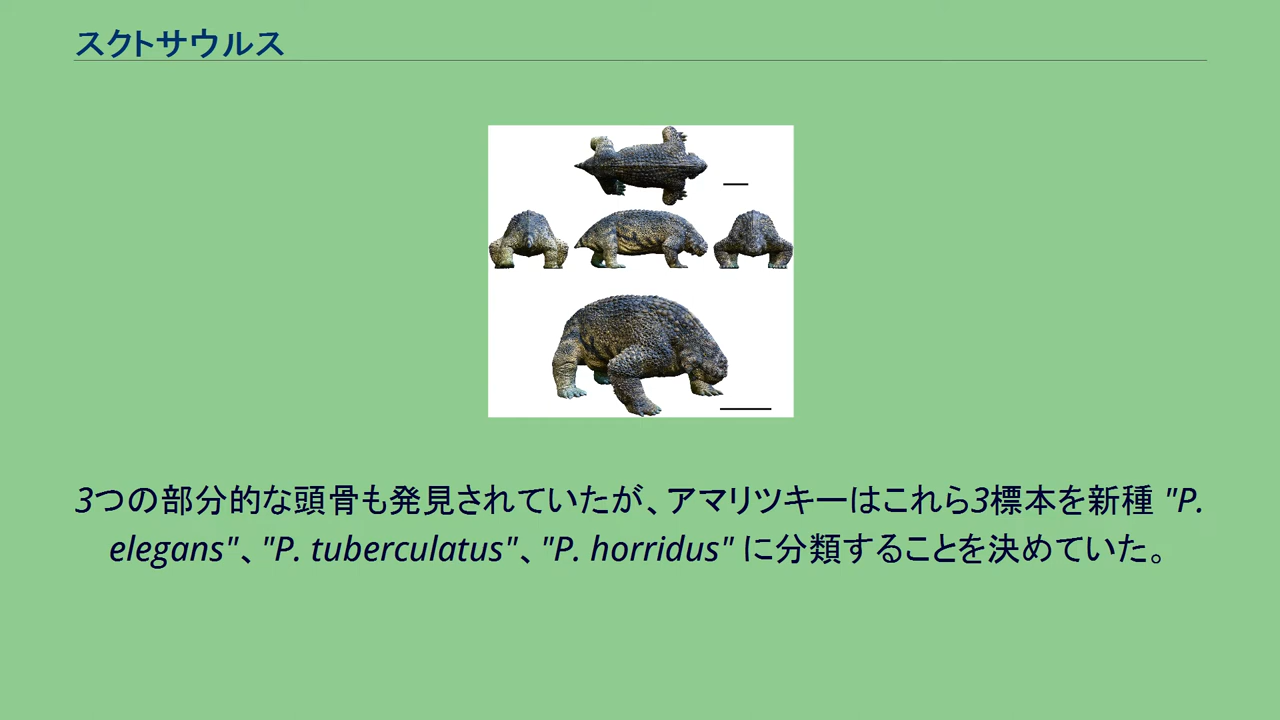 スクトサウルス
3つの部分的な頭骨も発見されていたが、アマリツキーはこれら3標本を新種 "P.
elegans"、"P. tuberculatus"、"P. horridus" に分類することを決めていた。